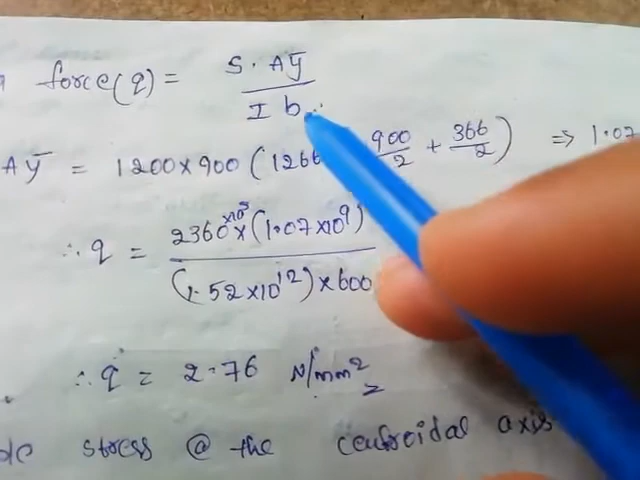 force(q) = S·Aȳ / I b
Aȳ = 1200×900 (1266 900/2 + 366/2) ⇒ 1.07
∴ q = 2360×10³×(1.07×10⁹) / (1.52×10¹²)×600
∴ q = 2.76 N/mm²
stress @ the centroidal axis